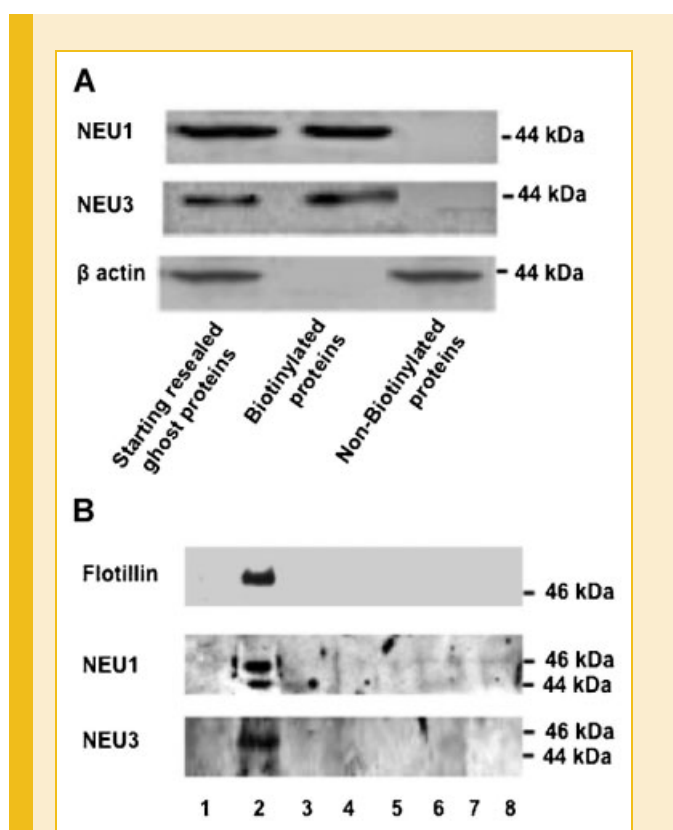 A
NEU1
-44 kDa
NEU3
-44 kDa
β actin
-44 kDa
Starting resealed
ghost proteins
Biotinylated
proteins
Non-Biotinylated
proteins
B
Flotillin
- 46 kDa
NEU1
- 46 kDa
- 44 kDa
NEU3
- 46 kDa
- 44 kDa
1 2 3 4 5 6 7 8